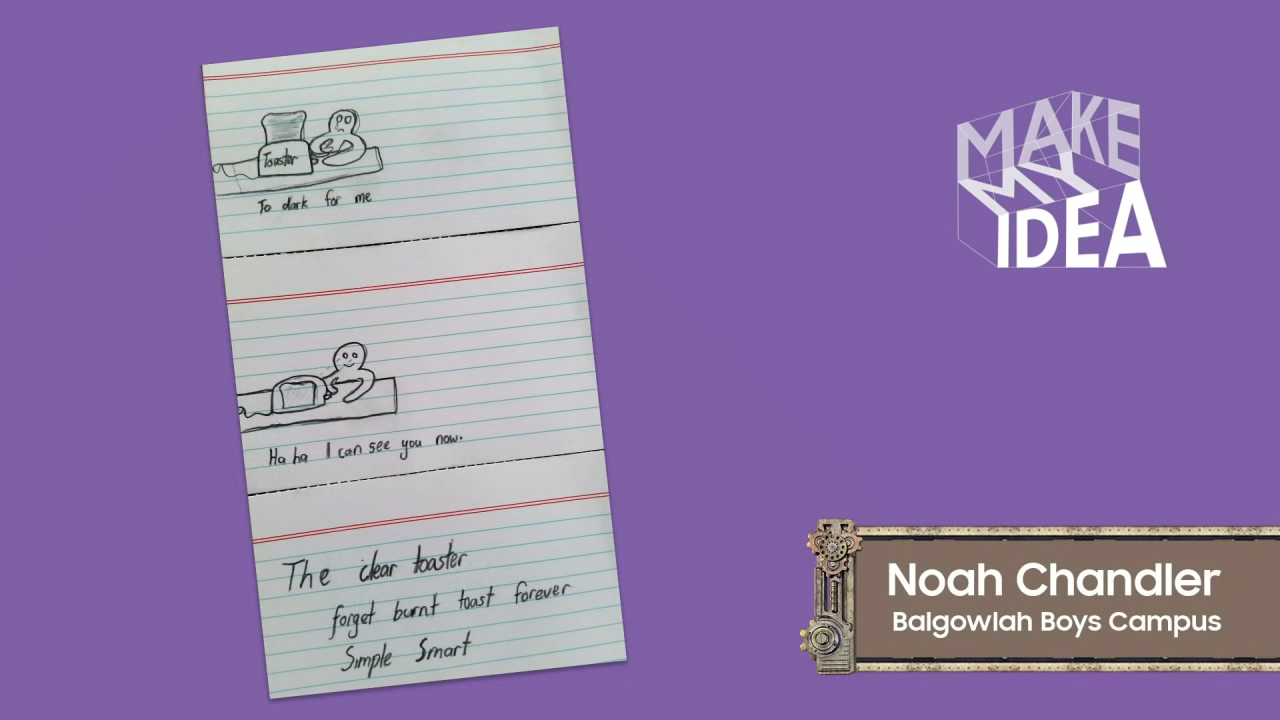 Toaster
To dark for me
Ha ha I can see you now.
The clear toaster
forget burnt toast forever
Simple Smart
MAKE
MY
IDEA
Noah Chandler
Balgowlah Boys Campus